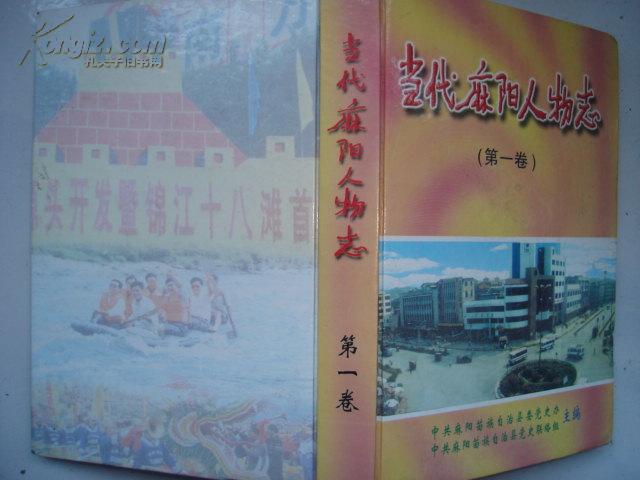 Kongfz.com
孔夫子旧书网
头开发暨锦江十八滩首
当代麻阳人物志
第一卷
当代麻阳人物志
（第一卷）
中共麻阳苗族自治县委党史办
中共麻阳苗族自治县党史联络组
主编